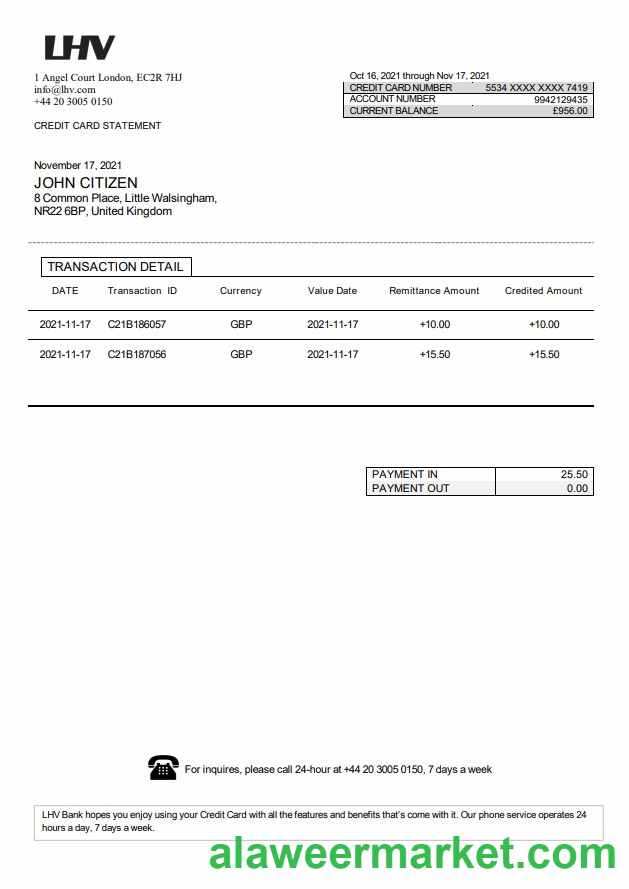 LHV
1 Angel Court London, EC2R 7HJ
info@lhv.com
+44 20 3005 0150
CREDIT CARD STATEMENT
Oct 16, 2021 through Nov 17, 2021
CREDIT CARD NUMBER 5534 XXXX XXXX 7419
ACCOUNT NUMBER 9942129435
CURRENT BALANCE £956.00
November 17, 2021
JOHN CITIZEN
8 Common Place, Little Walsingham,
NR22 6BP, United Kingdom
TRANSACTION DETAIL
DATE Transaction ID Currency Value Date Remittance Amount Credited Amount
2021-11-17 C21B186057 GBP 2021-11-17 +10.00 +10.00
2021-11-17 C21B187056 GBP 2021-11-17 +15.50 +15.50
PAYMENT IN 25.50
PAYMENT OUT 0.00
For inquires, please call 24-hour at +44 20 3005 0150, 7 days a week
LHV Bank hopes you enjoy using your Credit Card with all the features and benefits that's come with it. Our phone service operates 24
hours a day, 7 days a week.
alaweermarket.com